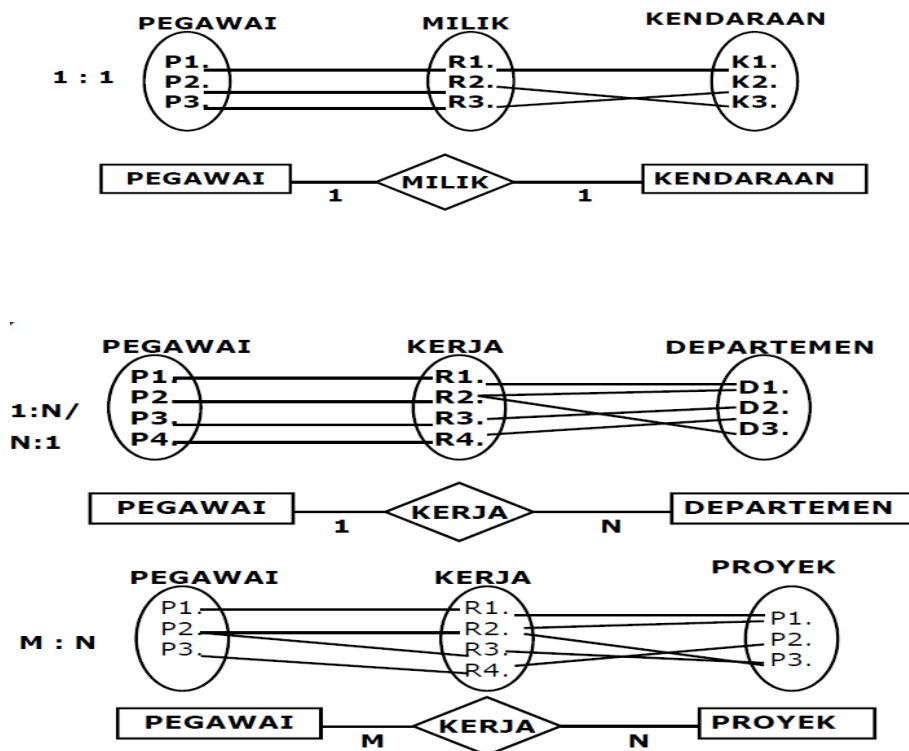 PEGAWAI MILIK KENDARAAN
1 : 1
P1. R1. K1.
P2. R2. K2.
P3. R3. K3.
PEGAWAI 1 MILIK 1 KENDARAAN
PEGAWAI KERJA DEPARTEMEN
1:N/
N:1
P1. R1. D1.
P2 R2. D2.
P3. R3. D3.
P4. R4.
PEGAWAI 1 KERJA N DEPARTEMEN
PEGAWAI KERJA PROYEK
M : N
P1. R1. P1.
P2. R2. P2.
P3. R3. P3.
R4.
PEGAWAI M KERJA N PROYEK